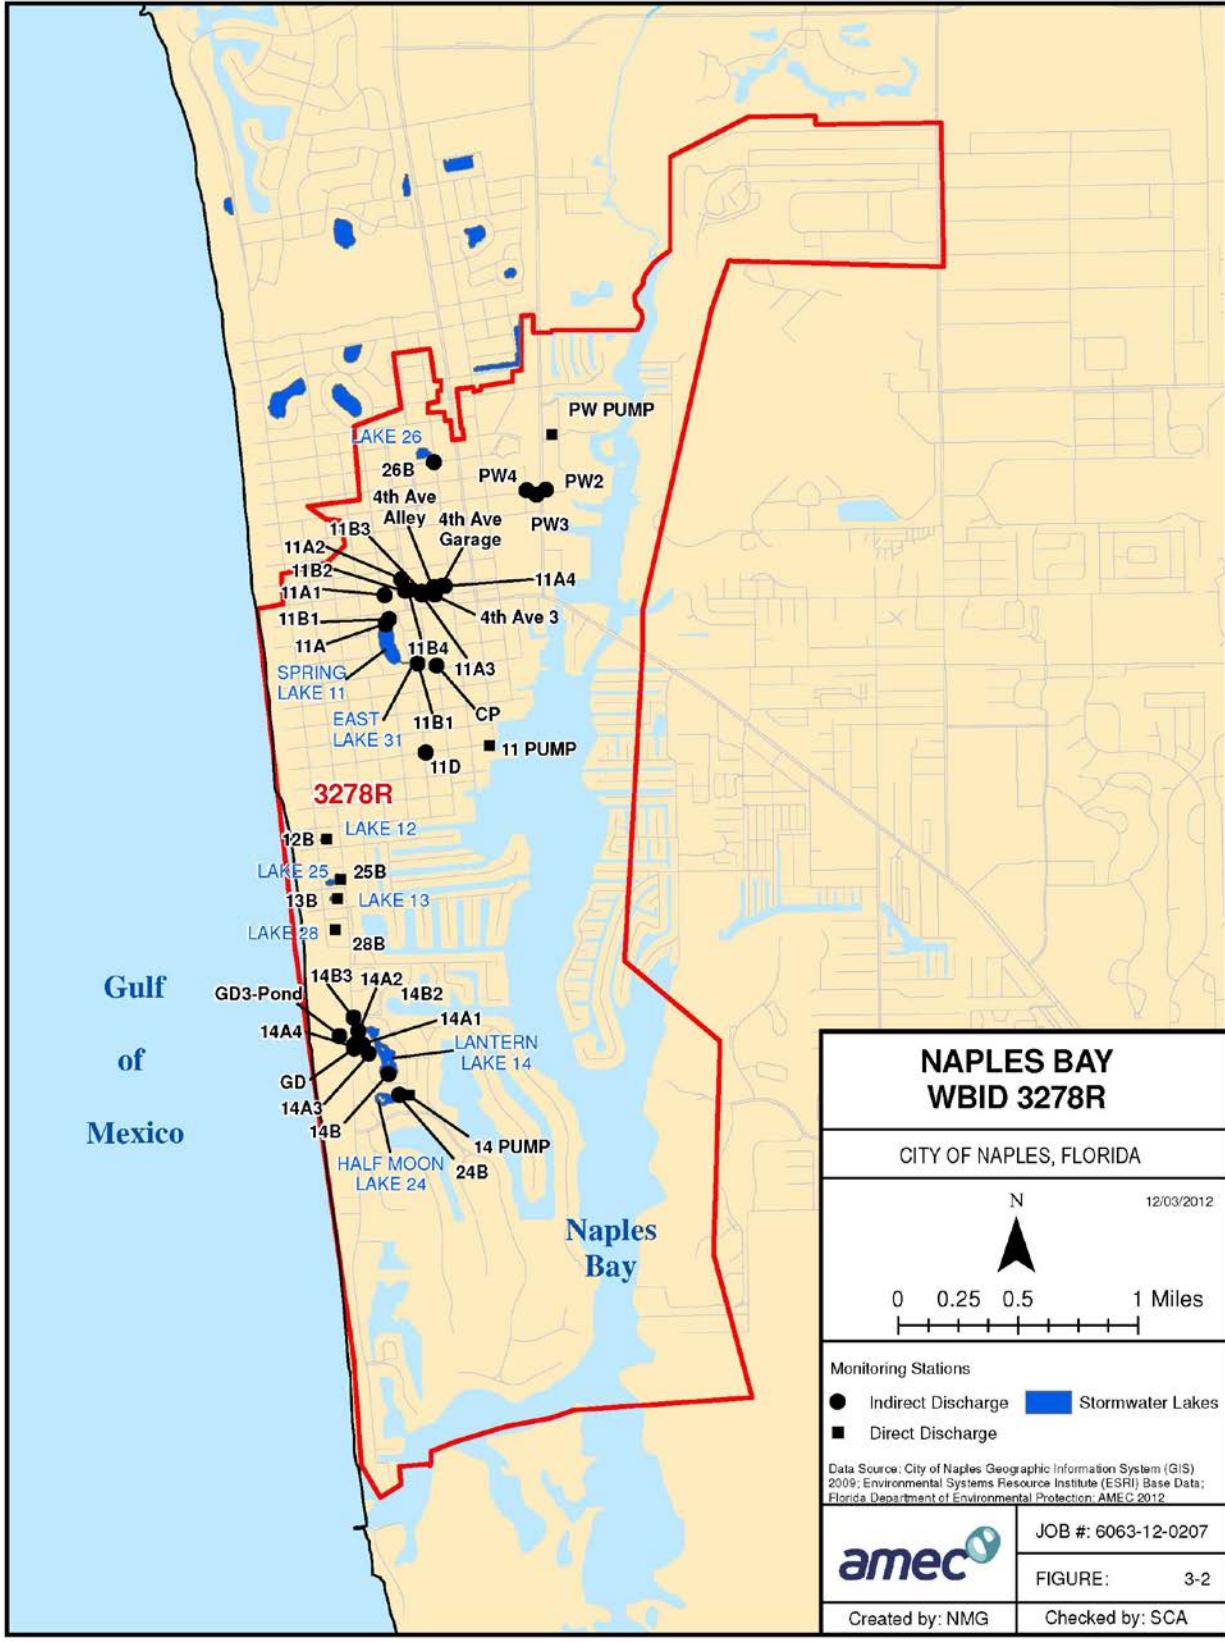 PW PUMP
LAKE 26
26B
PW4
PW2
PW3
4th Ave
Alley
4th Ave
Garage
11B3
11A2
11B2
11A1
11A4
4th Ave 3
11B1
11A
11B4
11A3
SPRING
LAKE 11
CP
11B1
EAST
LAKE 31
11 PUMP
11D
3278R
LAKE 12
12B
LAKE 25
25B
13B
LAKE 13
LAKE 28
28B
14B3
14A2
14B2
GD3-Pond
14A1
14A4
LANTERN
LAKE 14
GD
14A3
14B
14 PUMP
24B
HALF MOON
LAKE 24
Gulf
of
Mexico
Naples
Bay
NAPLES BAY
WBID 3278R
CITY OF NAPLES, FLORIDA
N
12/03/2012
0 0.25 0.5 1 Miles
Monitoring Stations
Indirect Discharge
Stormwater Lakes
Direct Discharge
Data Source: City of Naples Geographic Information System (GIS)
2009; Environmental Systems Resource Institute (ESRI) Base Data;
Florida Department of Environmental Protection; AMEC 2012
amec
JOB #: 6063-12-0207
FIGURE: 3-2
Created by: NMG
Checked by: SCA